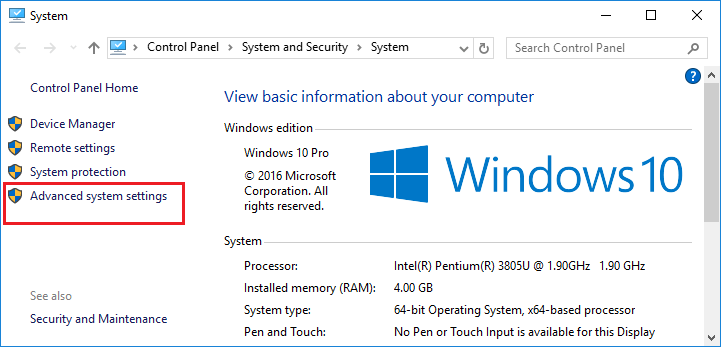 System
Control Panel > System and Security > System
Search Control Panel
Control Panel Home
Device Manager
Remote settings
System protection
Advanced system settings
See also
Security and Maintenance
?
View basic information about your computer
Windows edition
Windows 10 Pro
© 2016 Microsoft
Corporation. All
rights reserved.
Windows 10
System
Processor: Intel(R) Pentium(R) 3805U @ 1.90GHz 1.90 GHz
Installed memory (RAM): 4.00 GB
System type: 64-bit Operating System, x64-based processor
Pen and Touch: No Pen or Touch Input is available for this Display